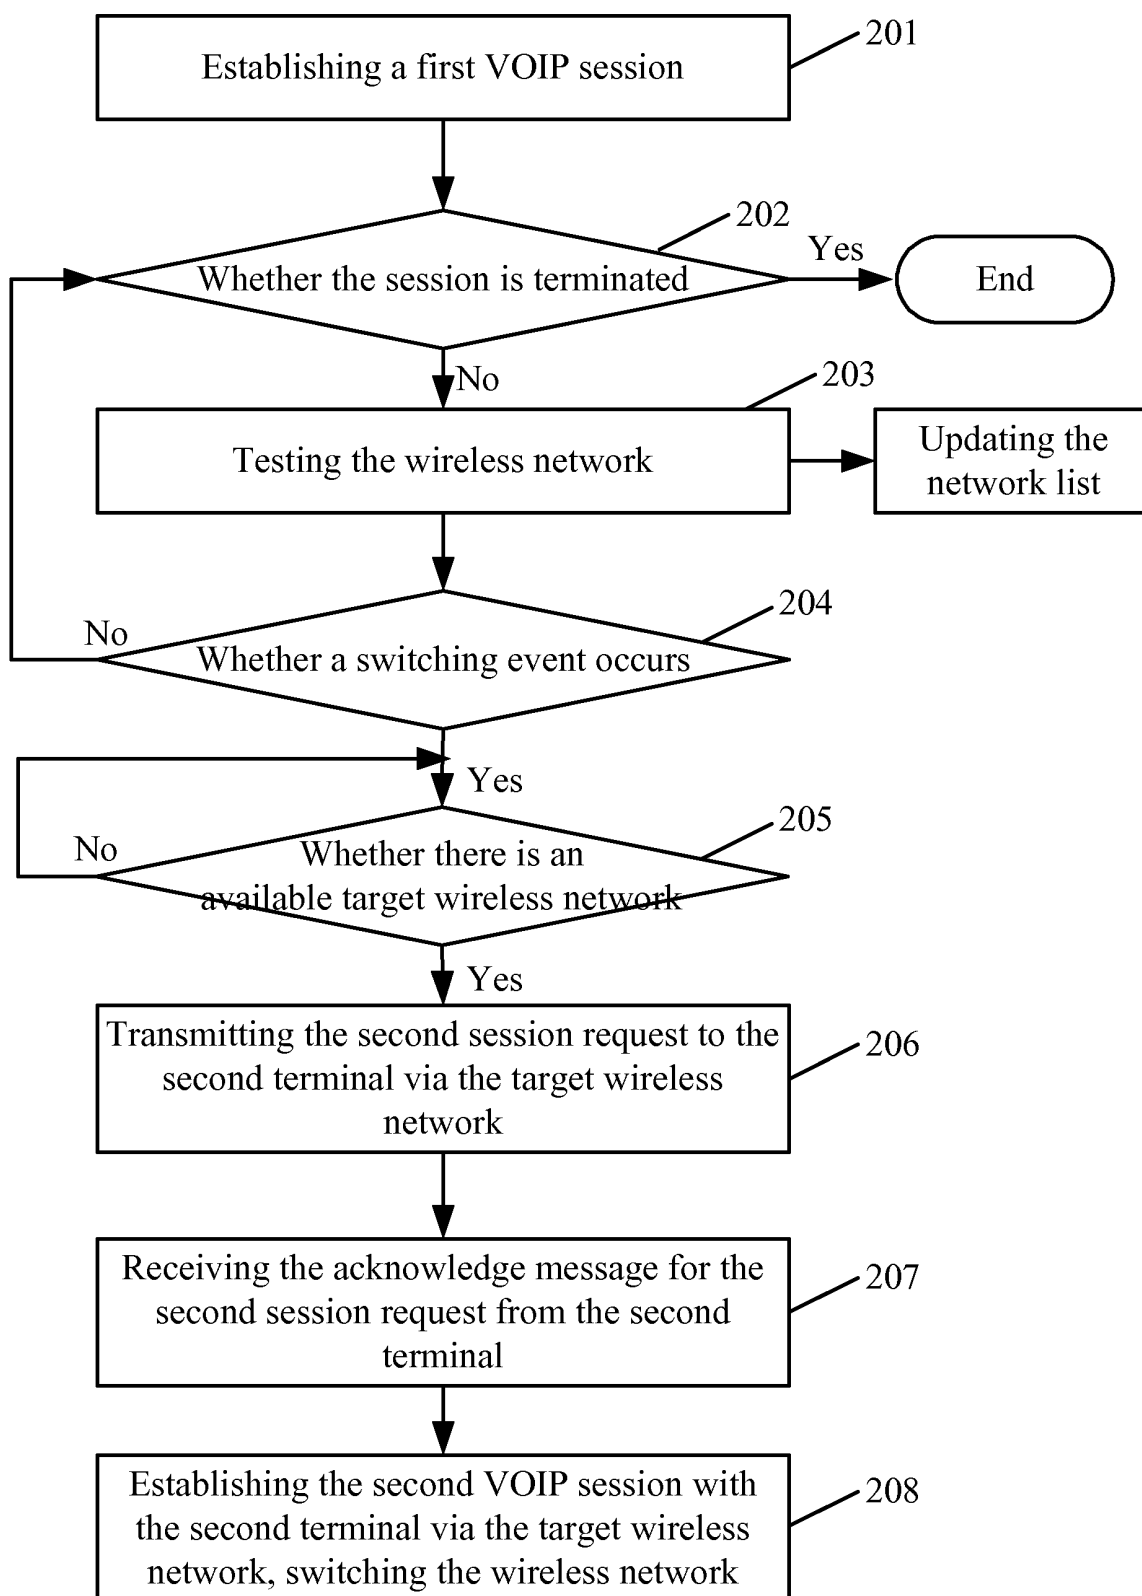 201
Establishing a first VOIP session
202
Yes
Whether the session is terminated
End
No
203
Testing the wireless network
Updating the
network list
204
No
Whether a switching event occurs
Yes
205
No
Whether there is an
available target wireless network
Yes
Transmitting the second session request to the
second terminal via the target wireless
network
206
Receiving the acknowledge message for the
second session request from the second
terminal
207
Establishing the second VOIP session with
the second terminal via the target wireless
network, switching the wireless network
208